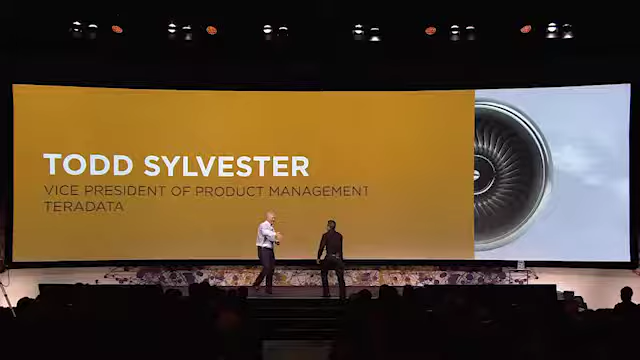 TODD SYLVESTER
VICE PRESIDENT OF PRODUCT MANAGEMENT
TERADATA